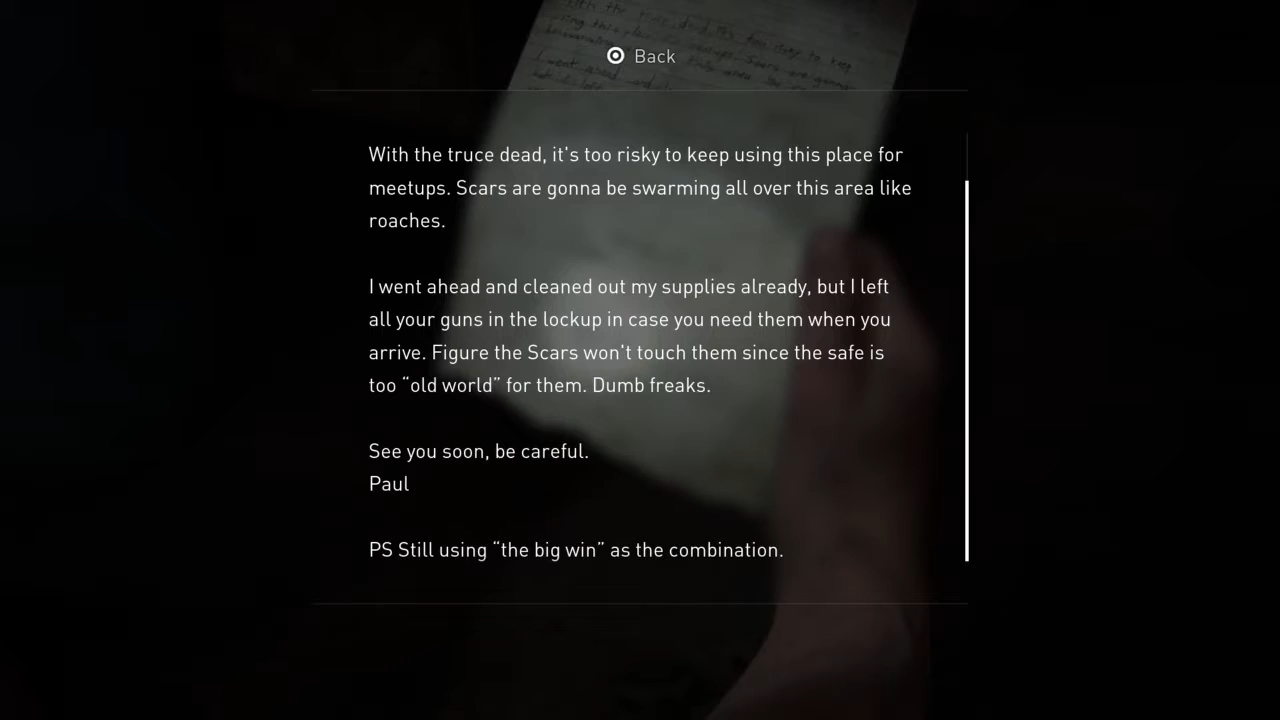 Back
With the truce dead, it's too risky to keep using this place for
meetups. Scars are gonna be swarming all over this area like
roaches.
I went ahead and cleaned out my supplies already, but I left
all your guns in the lockup in case you need them when you
arrive. Figure the Scars won't touch them since the safe is
too “old world” for them. Dumb freaks.
See you soon, be careful.
Paul
PS Still using “the big win” as the combination.